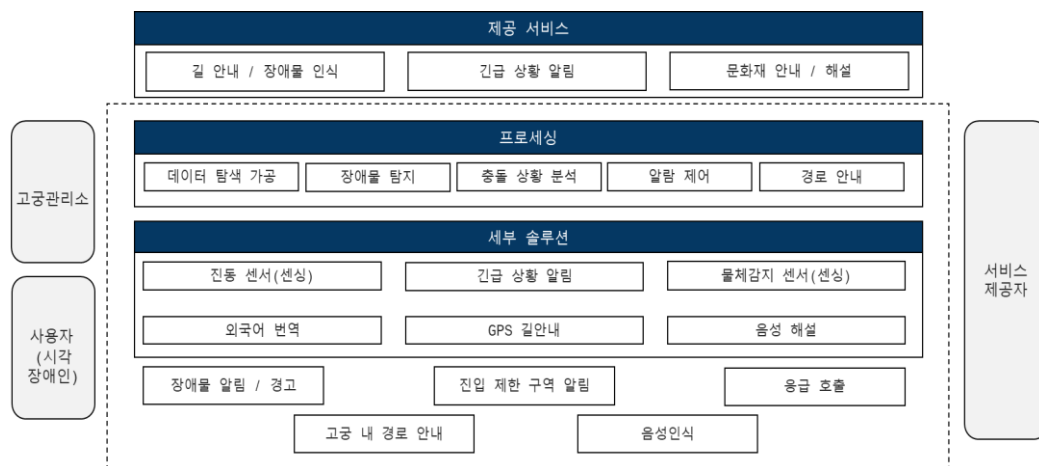 제공 서비스
길 안내 / 장애물 인식
긴급 상황 알림
문화재 안내 / 해설
고궁관리소
사용자
(시각
장애인)
프로세싱
데이터 탐색 가공
장애물 탐지
충돌 상황 분석
알람 제어
경로 안내
세부 솔루션
진동 센서(센싱)
긴급 상황 알림
물체감지 센서(센싱)
외국어 번역
GPS 길안내
음성 해설
장애물 알림 / 경고
진입 제한 구역 알림
응급 호출
고궁 내 경로 안내
음성인식
서비스
제공자